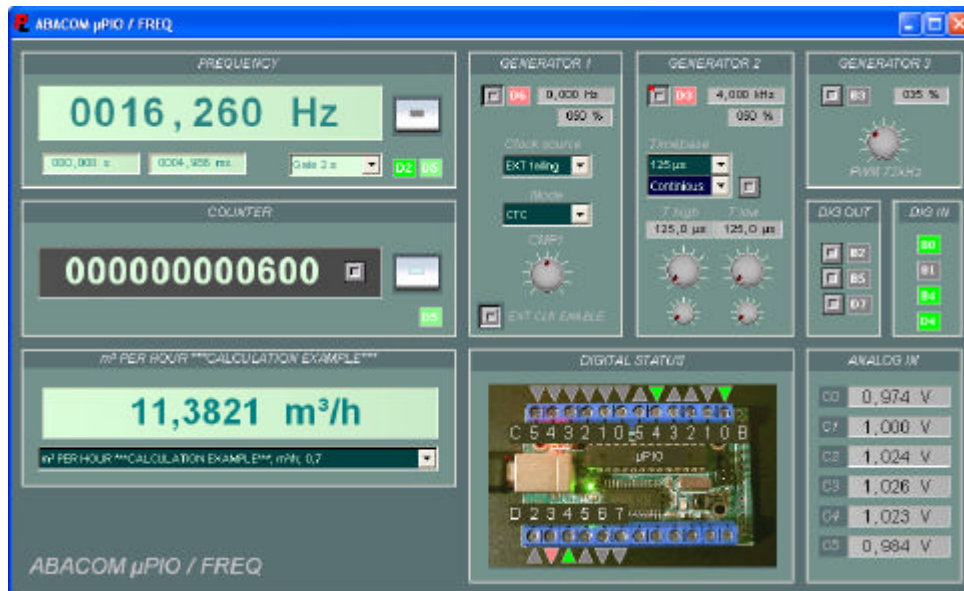 ABACOM µPIO / FREQ
FREQUENCY
0016,260 Hz
000,000 s
0004,986 ms
Gate 2 s
D2 D5
COUNTER
000000000600
D5
m³ PER HOUR ***CALCULATION EXAMPLE***
11,3821 m³/h
m³ PER HOUR ***CALCULATION EXAMPLE***, m³/h; 0,7
ABACOM µPIO / FREQ
GENERATOR 1
D6 0,000 Hz
050 %
Clock source
EXT falling
Mode
CTC
CMP1
EXT CLK ENABLE
GENERATOR 2
D3 4,000 kHz
050 %
Timebase
125 µs
Continious
T high T low
125,0 µs 125,0 µs
GENERATOR 3
B3 035 %
DIG OUT
B2
B5
D7
DIG IN
B0
B1
B4
D4
DIGITAL STATUS
C 5 4 3 2 1 0 5 4 3 2 1 0 B
µPIO
D 2 3 4 5 6 7
ANALOG IN
C0 0,974 V
C1 1,000 V
C2 1,024 V
C3 1,026 V
C4 1,023 V
C5 0,984 V